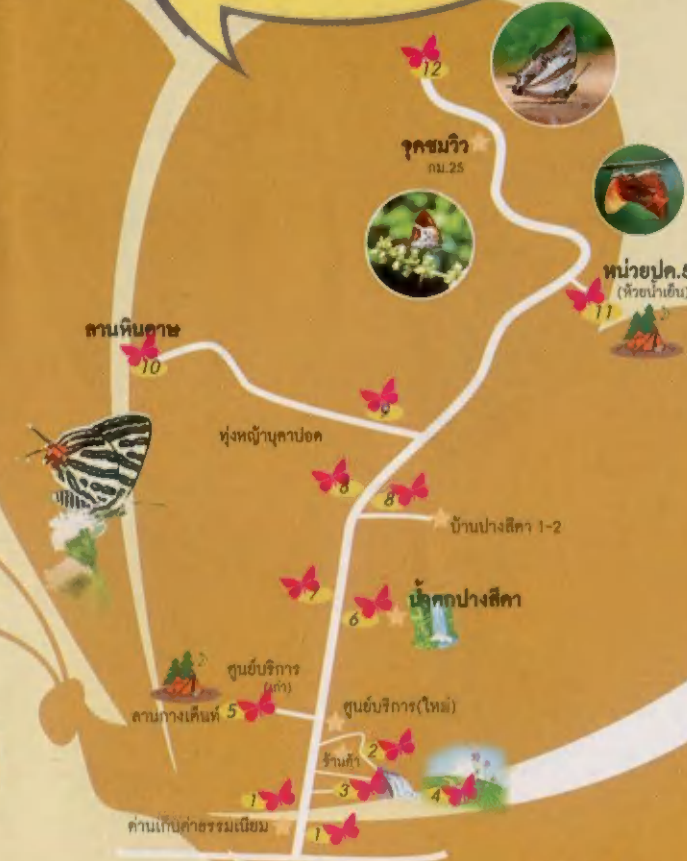 12
จุดชมวิว
กม.25
หน่วยปค.5
(ห้วยน้ำเย็น)
11
ลานหินดาษ
10
9
ทุ่งหญ้าบุตาปอด
8
8
บ้านปางสีดา 1-2
7
6
น้ำตกปางสีดา
ศูนย์บริการ
(เก่า)
ลานกางเต็นท์
5
ศูนย์บริการ(ใหม่)
2
ร้านค้า
1
3
4
ด่านเก็บค่าธรรมเนียม
1